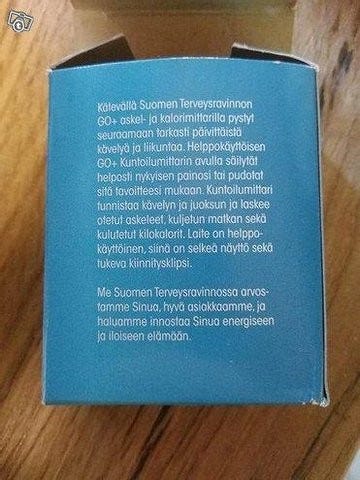 Kätevällä Suomen Terveysravinnon
GO+ askel- ja kalorimittarilla pystyt
seuraamaan tarkasti päivittäistä
kävelyä ja liikuntaa. Helppokäyttöisen
GO+ Kuntoilumittarin avulla säilytät
helposti nykyisen painosi tai pudotat
sitä tavoitteesi mukaan. Kuntoilumittari
tunnistaa kävelyn ja juoksun ja laskee
otetut askeleet, kuljetun matkan sekä
kulutetut kilokalorit. Laite on helppo-
käyttöinen, siinä on selkeä näyttö sekä
tukeva kiinnitysklipsi.
Me Suomen Terveysravinnossa arvos-
tamme Sinua, hyvä asiakkaamme, ja
haluamme innostaa Sinua energiseen
ja iloiseen elämään.